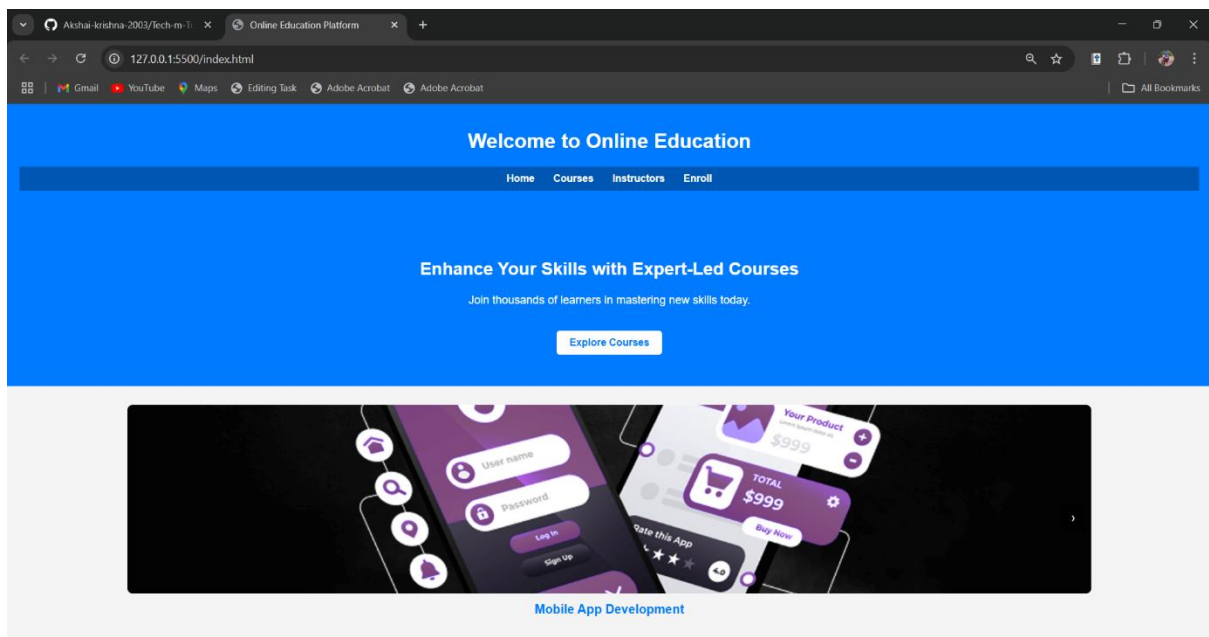 Akshai-krishna-2003/Tech-m-T
Online Education Platform
127.0.0.1:5500/index.html
Gmail YouTube Maps Editing Task Adobe Acrobat Adobe Acrobat All Bookmarks
Welcome to Online Education
Home Courses Instructors Enroll
Enhance Your Skills with Expert-Led Courses
Join thousands of learners in mastering new skills today.
Explore Courses
User name
Password
Log In
Sign Up
Your Product
$999
TOTAL
$999
Buy Now
Rate this App
4.0
Mobile App Development